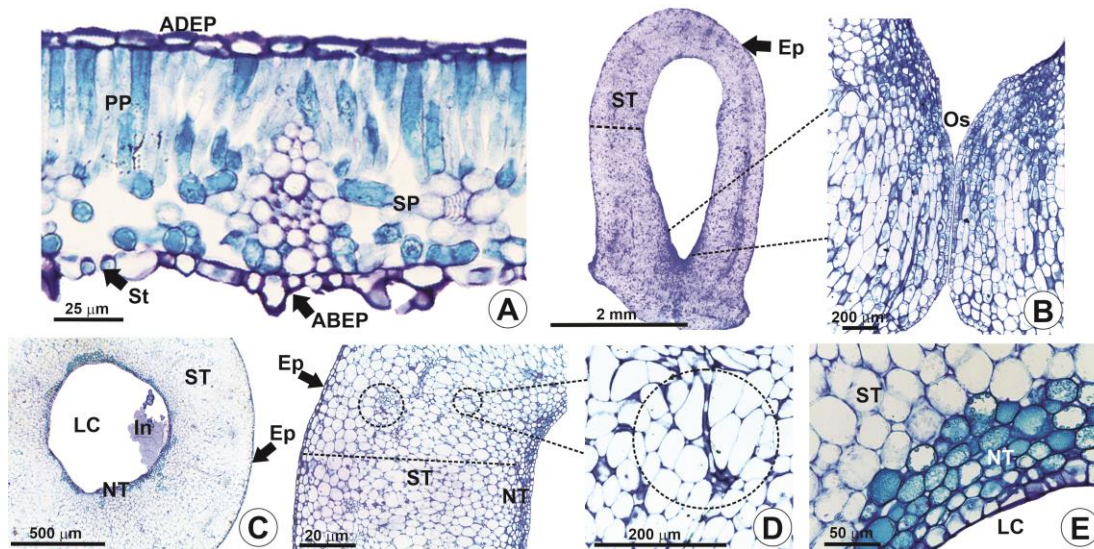 ADEP
PP
SP
St
ABEP
25 μm
A
Ep
ST
2 mm
Os
200 μm
B
ST
LC
In
Ep
NT
500 μm
C
Ep
ST
NT
20 μm
200 μm
D
ST
NT
LC
50 μm
E